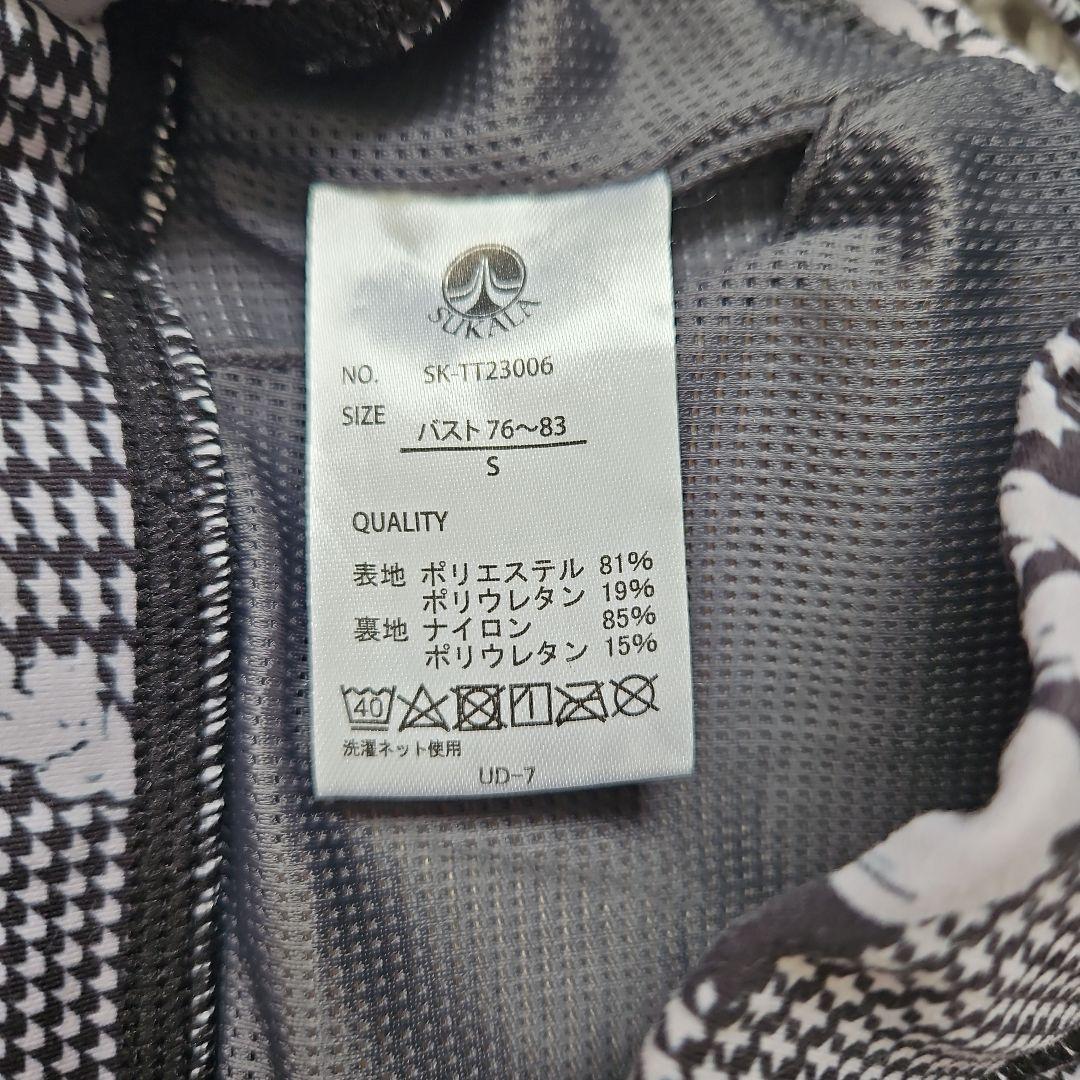 SUKALA
NO. SK-TT23006
SIZE バスト 76～83
S
QUALITY
表地 ポリエステル 81%
ポリウレタン 19%
裏地 ナイロン 85%
ポリウレタン 15%
40
洗濯ネット使用
UD-7